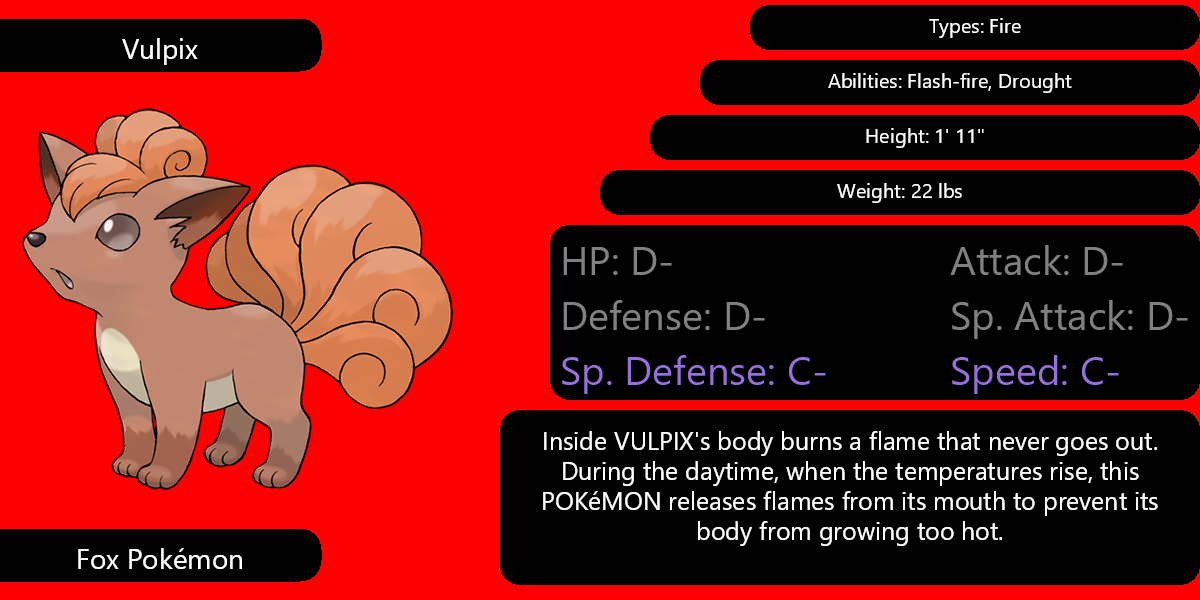 Vulpix
Types: Fire
Abilities: Flash-fire, Drought
Height: 1' 11"
Weight: 22 lbs
HP: D-
Attack: D-
Defense: D-
Sp. Attack: D-
Sp. Defense: C-
Speed: C-
Inside VULPIX's body burns a flame that never goes out.
During the daytime, when the temperatures rise, this
POKéMON releases flames from its mouth to prevent its
body from growing too hot.
Fox Pokémon